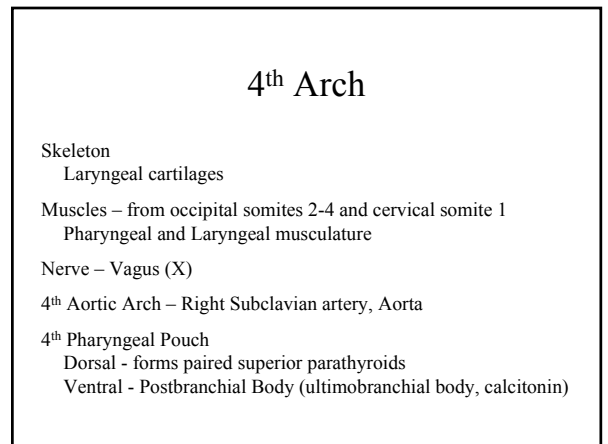 4th Arch
Skeleton
Laryngeal cartilages
Muscles – from occipital somites 2-4 and cervical somite 1
Pharyngeal and Laryngeal musculature
Nerve – Vagus (X)
4th Aortic Arch – Right Subclavian artery, Aorta
4th Pharyngeal Pouch
Dorsal - forms paired superior parathyroids
Ventral - Postbranchial Body (ultimobranchial body, calcitonin)